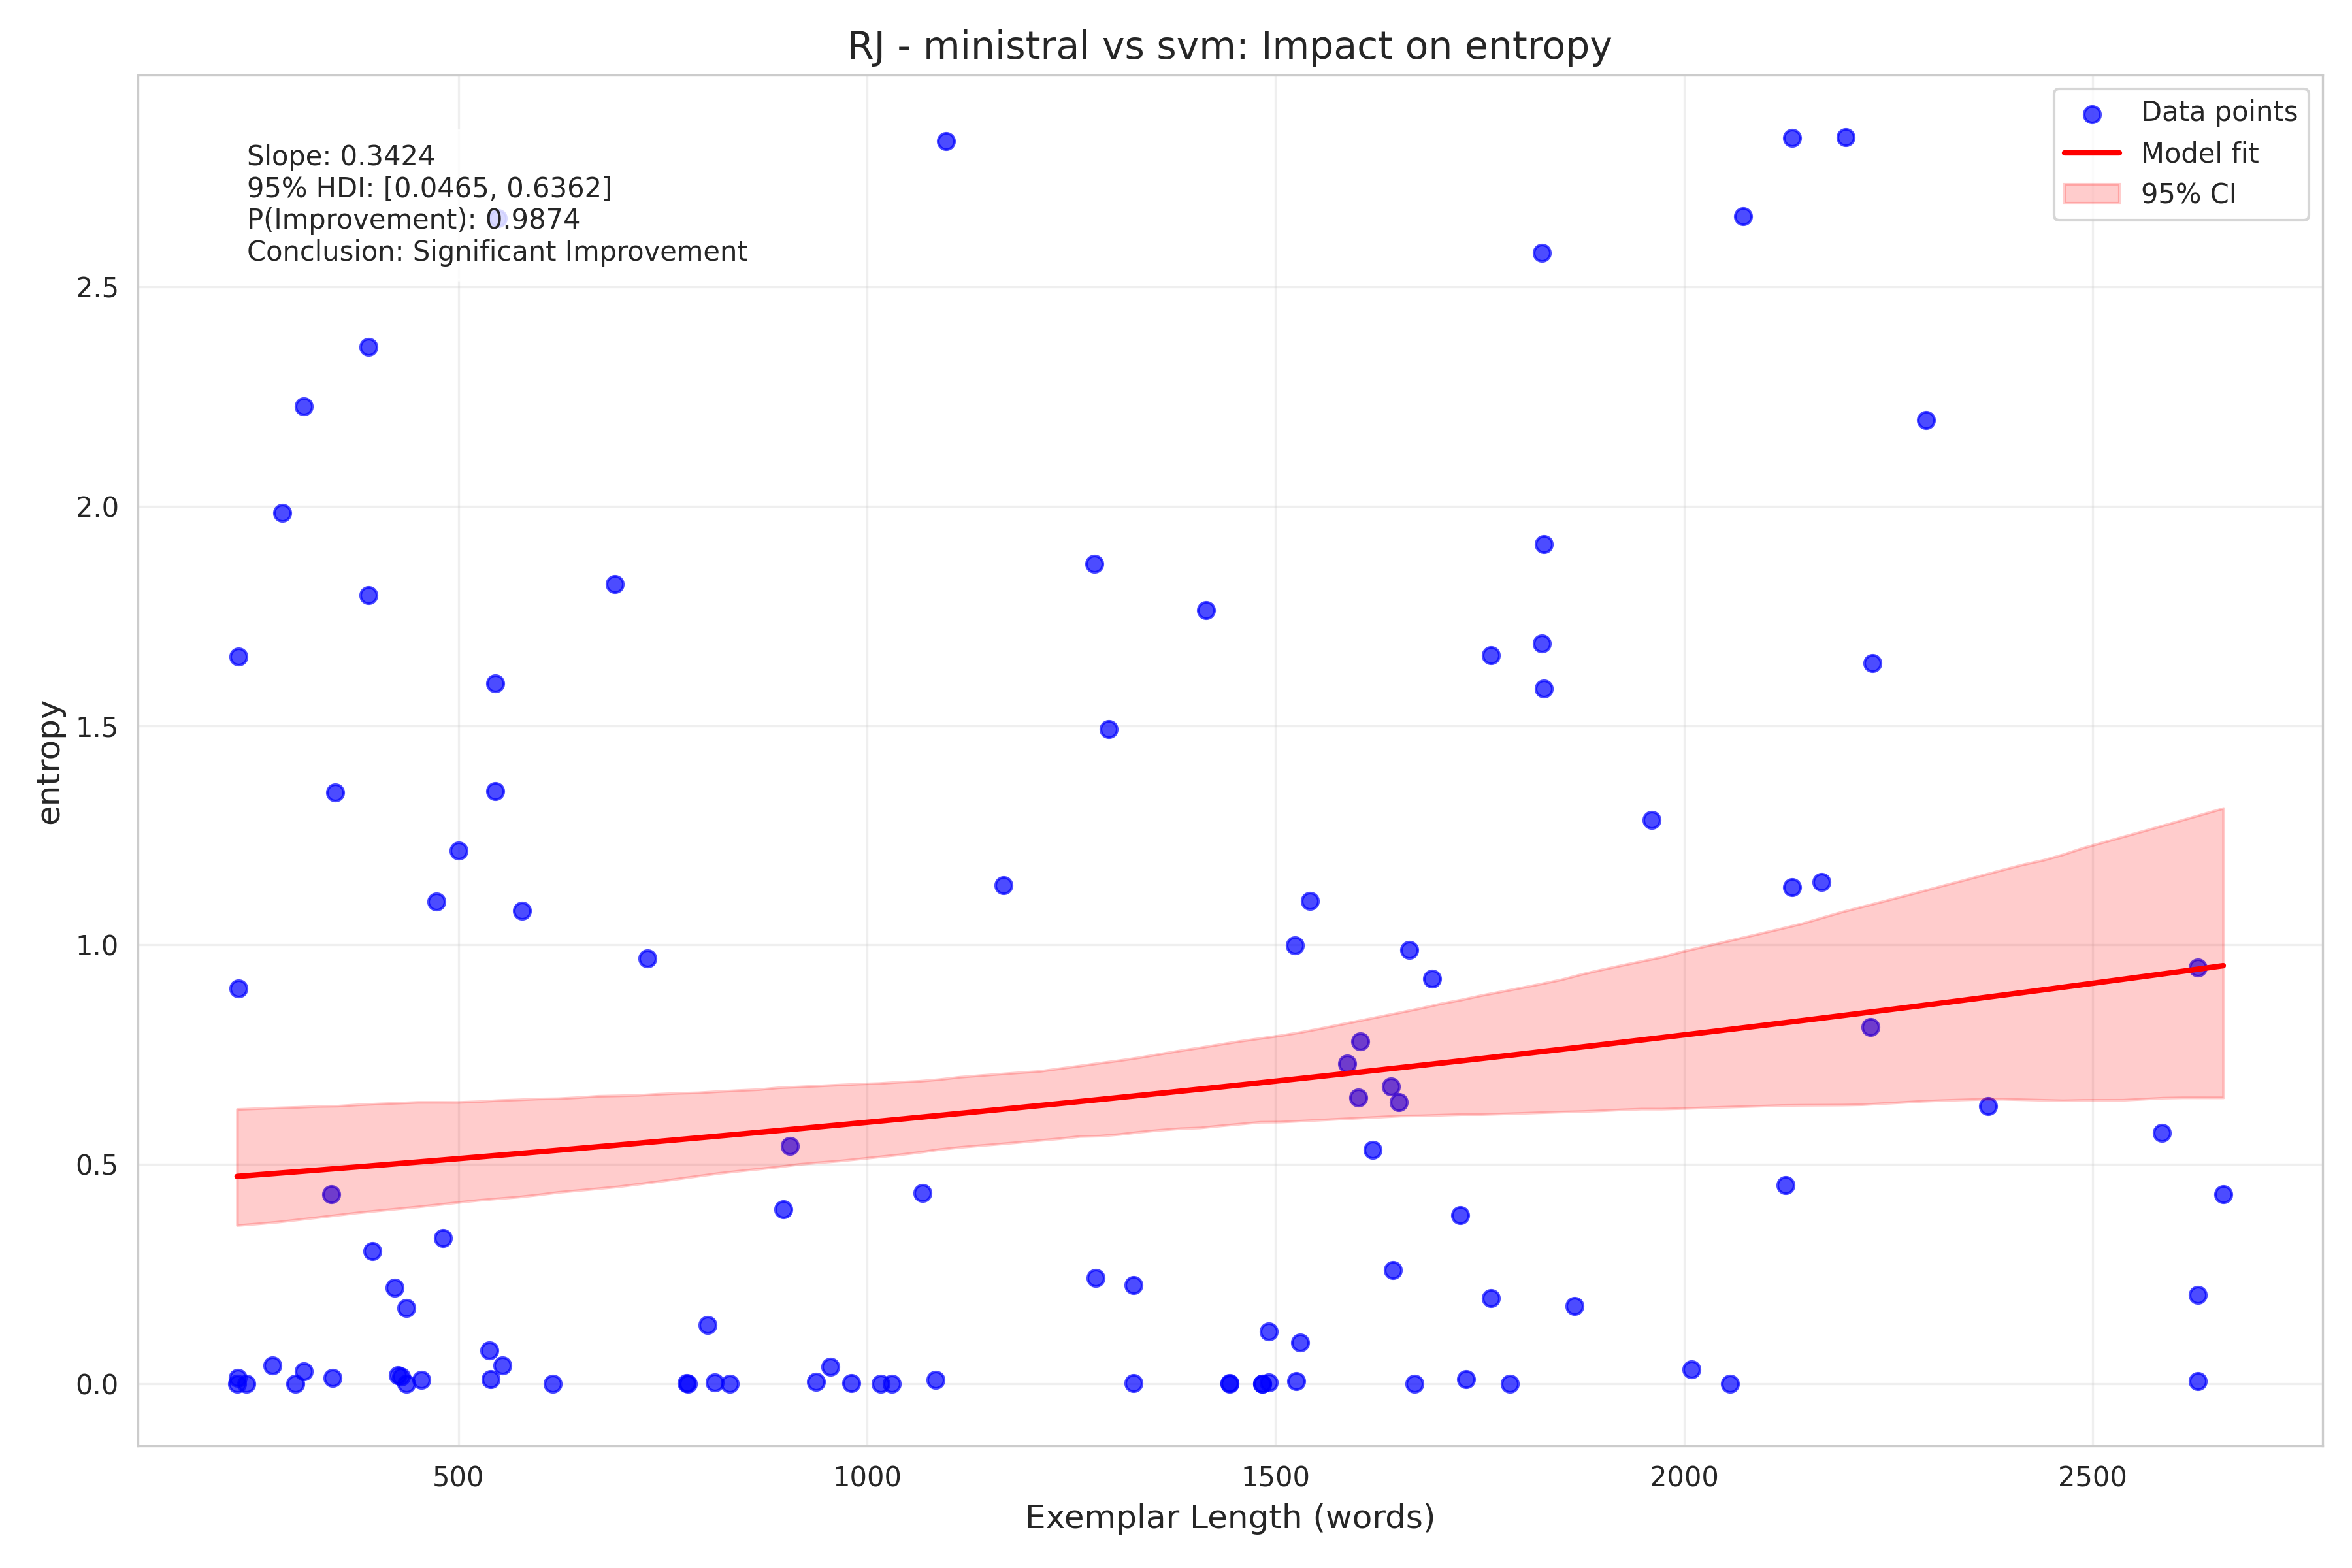 RJ - ministral vs svm: Impact on entropy
Slope: 0.3424
95% HDI: [0.0465, 0.6362]
P(Improvement): 0.9874
Conclusion: Significant Improvement
Data points
Model fit
95% CI
entropy
2.5
2.0
1.5
1.0
0.5
0.0
500 1000 1500 2000 2500
Exemplar Length (words)